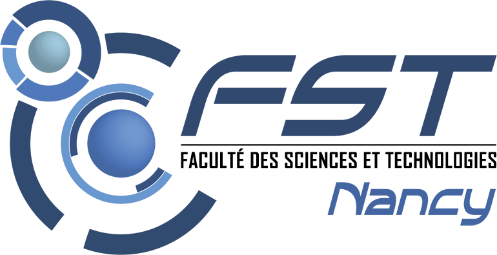 FST
FACULTÉ DES SCIENCES ET TECHNOLOGIES
Nancy